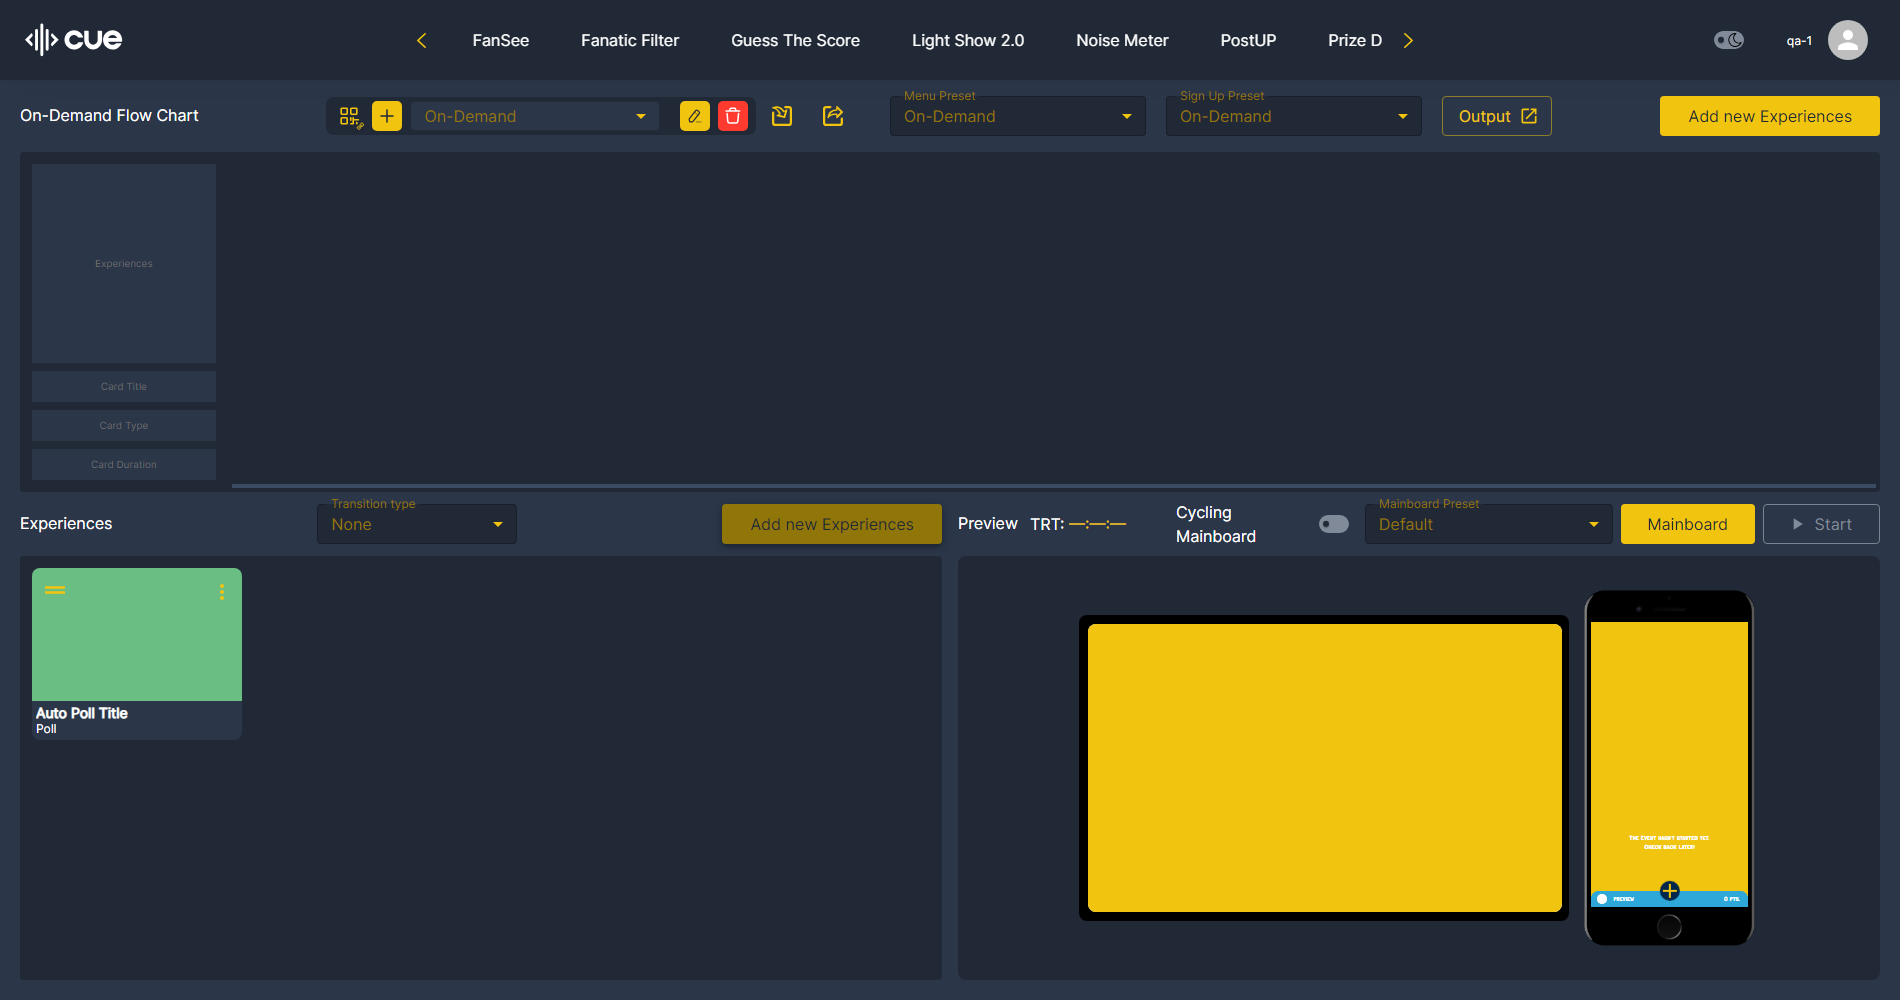 cue
FanSee
Fanatic Filter
Guess The Score
Light Show 2.0
Noise Meter
PostUP
Prize D
qa-1
On-Demand Flow Chart
On-Demand
Menu Preset
On-Demand
Sign Up Preset
On-Demand
Output
Add new Experiences
Experiences
Card Title
Card Type
Card Duration
Experiences
Transition type
None
Add new Experiences
Preview
TRT: —:—:—
Cycling
Mainboard
Mainboard Preset
Default
Mainboard
Start
Auto Poll Title
Poll
The event hasn't started yet
Check back later!
PREVIEW